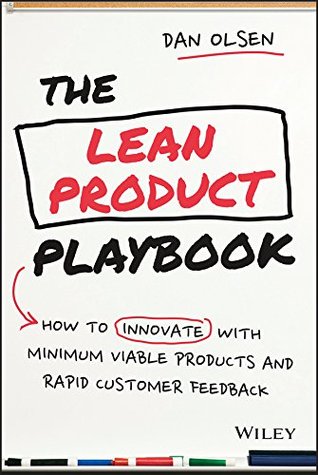 DAN OLSEN
THE
LEAN
PRODUCT
PLAYBOOK
HOW TO INNOVATE WITH
MINIMUM VIABLE PRODUCTS AND
RAPID CUSTOMER FEEDBACK
WILEY